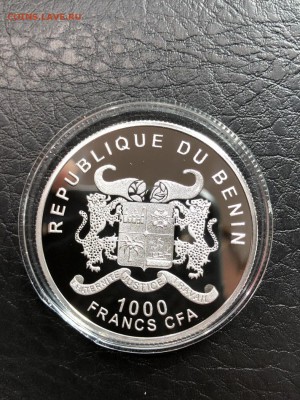 COINS.LAVE.RU
REPUBLIQUE DU BENIN
FRATERNITE JUSTICE TRAVAIL
1000
FRANCS CFA